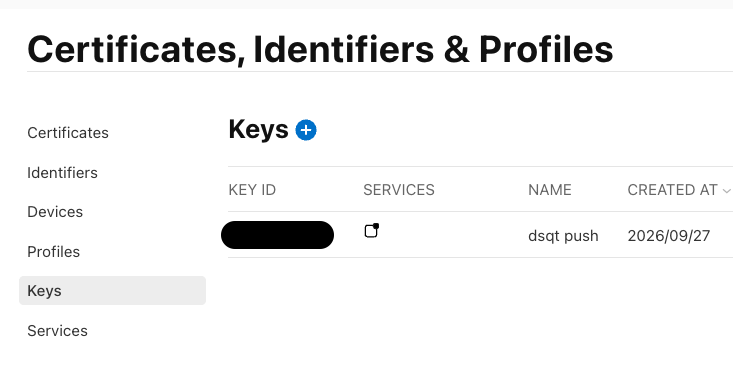 Certificates, Identifiers & Profiles
Certificates
Identifiers
Devices
Profiles
Keys
Services
Keys
KEY ID SERVICES NAME CREATED AT
dsqt push 2026/09/27